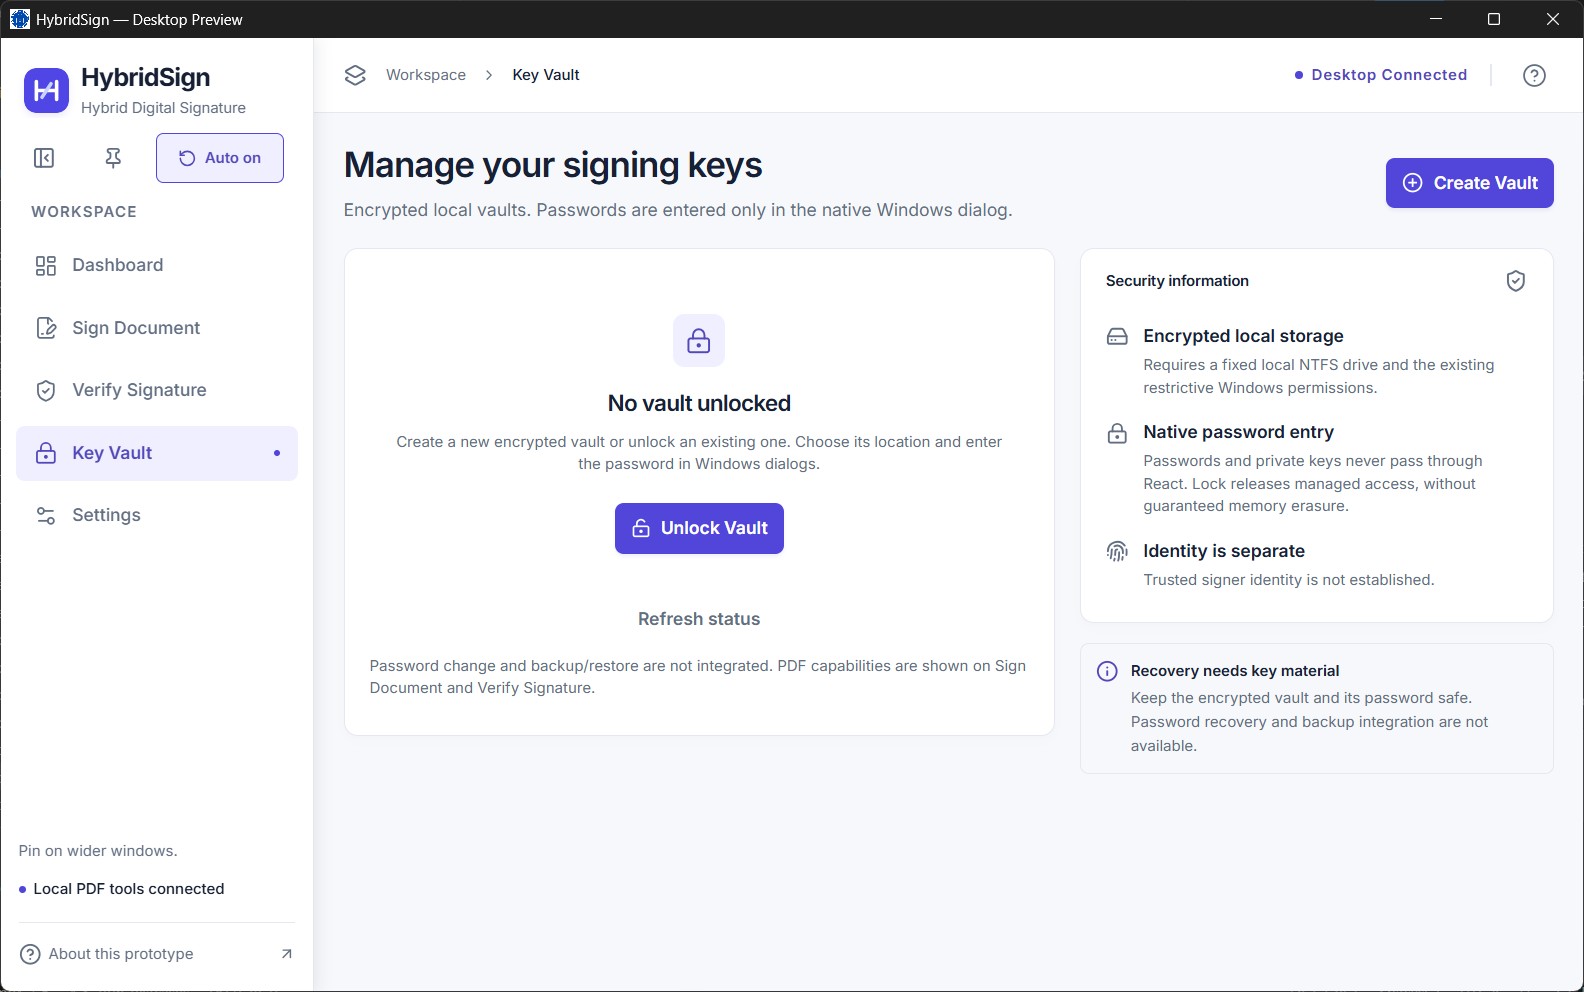 HybridSign — Desktop Preview
HybridSign
Hybrid Digital Signature
Auto on
WORKSPACE
Dashboard
Sign Document
Verify Signature
Key Vault
Settings
Pin on wider windows.
Local PDF tools connected
About this prototype
Workspace > Key Vault
Desktop Connected
Manage your signing keys
Encrypted local vaults. Passwords are entered only in the native Windows dialog.
Create Vault
No vault unlocked
Create a new encrypted vault or unlock an existing one. Choose its location and enter
the password in Windows dialogs.
Unlock Vault
Refresh status
Password change and backup/restore are not integrated. PDF capabilities are shown on Sign
Document and Verify Signature.
Security information
Encrypted local storage
Requires a fixed local NTFS drive and the existing
restrictive Windows permissions.
Native password entry
Passwords and private keys never pass through
React. Lock releases managed access, without
guaranteed memory erasure.
Identity is separate
Trusted signer identity is not established.
Recovery needs key material
Keep the encrypted vault and its password safe.
Password recovery and backup integration are not
available.